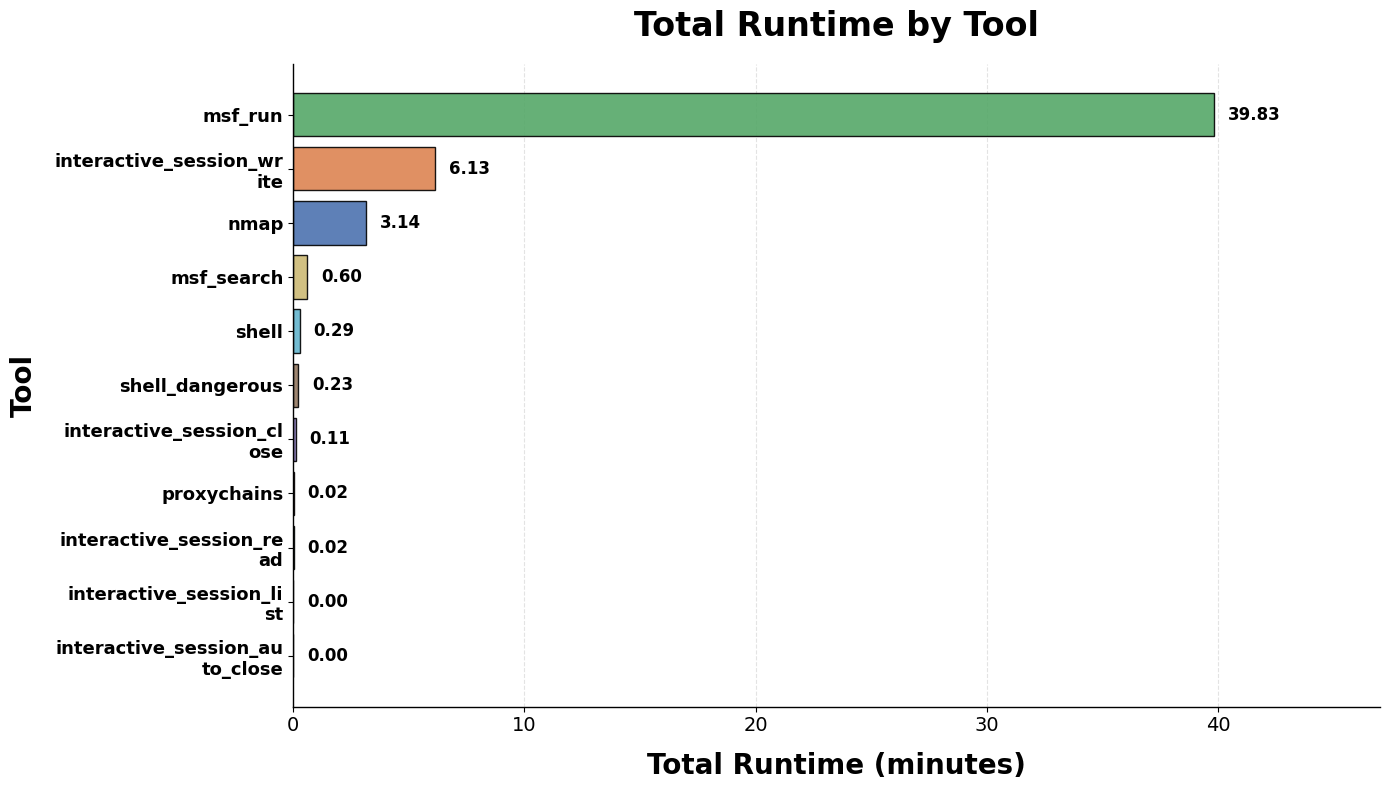 Total Runtime by Tool
msf_run
39.83
interactive_session_wr
ite
6.13
nmap
3.14
msf_search
0.60
shell
0.29
shell_dangerous
0.23
interactive_session_cl
ose
0.11
proxychains
0.02
interactive_session_re
ad
0.02
interactive_session_li
st
0.00
interactive_session_au
to_close
0.00
Tool
0
10
20
30
40
Total Runtime (minutes)